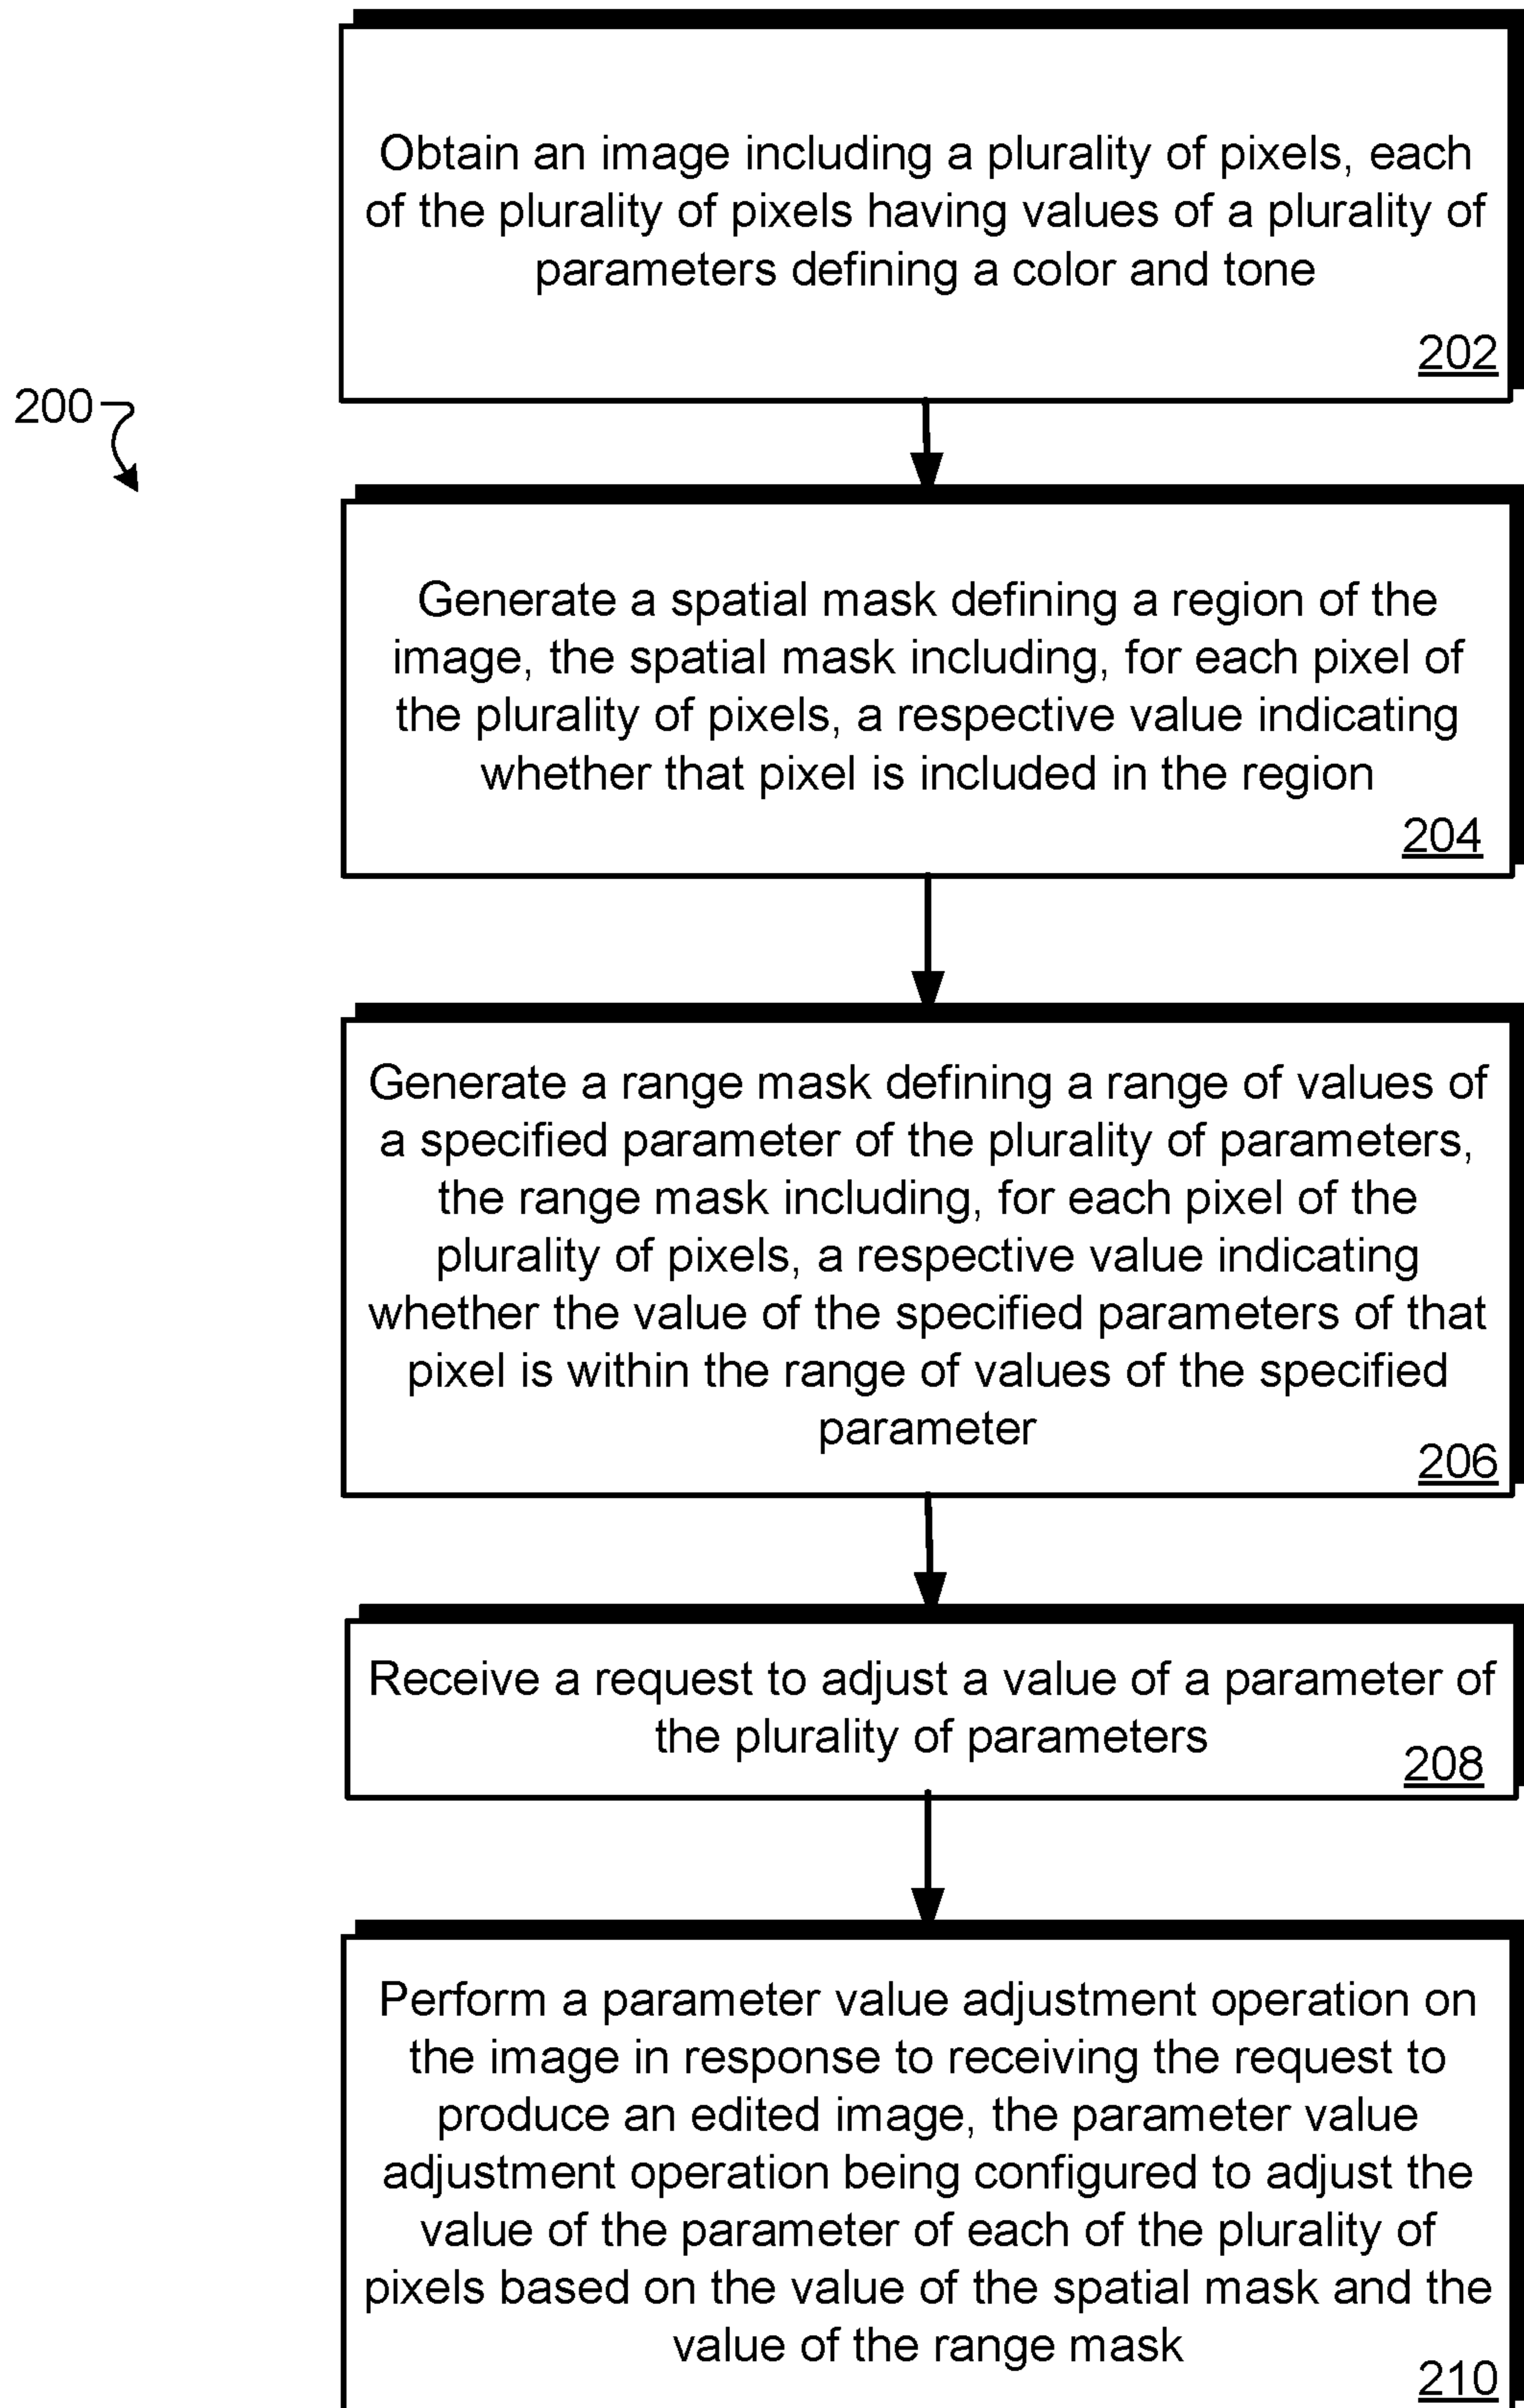 Obtain an image including a plurality of pixels, each
of the plurality of pixels having values of a plurality of
parameters defining a color and tone
202
200
Generate a spatial mask defining a region of the
image, the spatial mask including, for each pixel of
the plurality of pixels, a respective value indicating
whether that pixel is included in the region
204
Generate a range mask defining a range of values of
a specified parameter of the plurality of parameters,
the range mask including, for each pixel of the
plurality of pixels, a respective value indicating
whether the value of the specified parameters of that
pixel is within the range of values of the specified
parameter
206
Receive a request to adjust a value of a parameter of
the plurality of parameters
208
Perform a parameter value adjustment operation on
the image in response to receiving the request to
produce an edited image, the parameter value
adjustment operation being configured to adjust the
value of the parameter of each of the plurality of
pixels based on the value of the spatial mask and the
value of the range mask
210